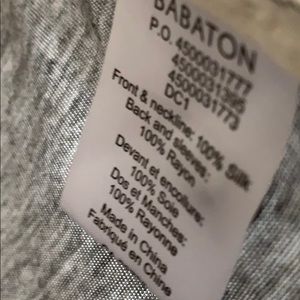 BABATON
P.O. 4500031777
4500031395
4500031773
DC1
Front & neckline: 100% Silk
Back and sleeves:
100% Rayon
Devant et encolure:
100% Soie
Dos et Manches:
100% Rayonne
Made in China
Fabriqué en Chine